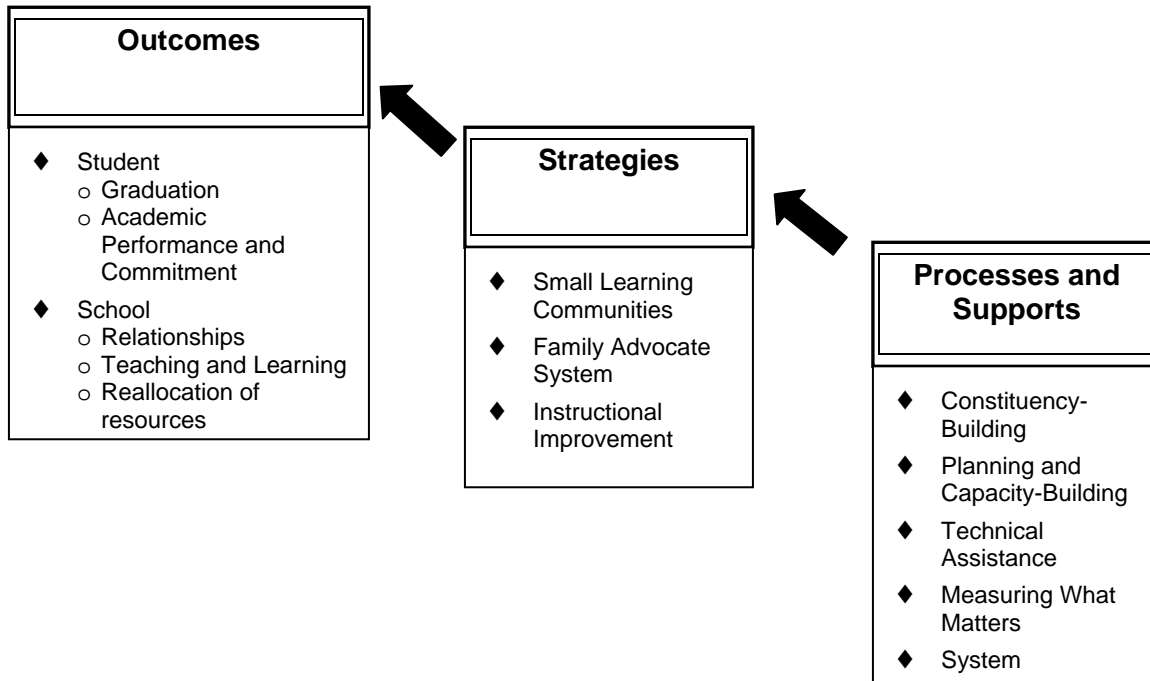 Outcomes
♦ Student
o Graduation
o Academic
Performance and
Commitment
♦ School
o Relationships
o Teaching and Learning
o Reallocation of
resources
Strategies
♦ Small Learning
Communities
♦ Family Advocate
System
♦ Instructional
Improvement
Processes and
Supports
♦ Constituency-
Building
♦ Planning and
Capacity-Building
♦ Technical
Assistance
♦ Measuring What
Matters
♦ System